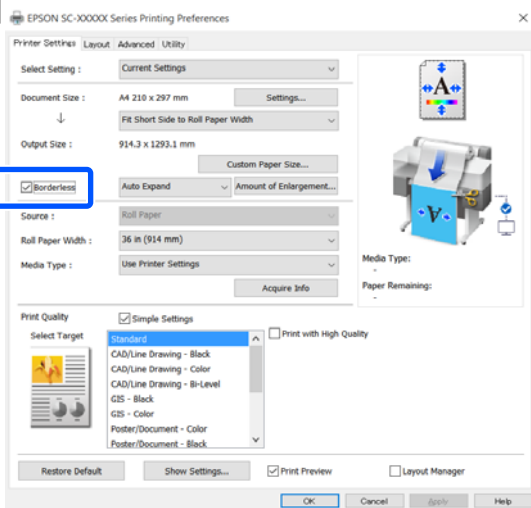 EPSON SC-XXXXX Series Printing Preferences
Printer Settings Layout Advanced Utility
Select Setting : Current Settings
Document Size : A4 210 x 297 mm Settings...
Fit Short Side to Roll Paper Width
Output Size : 914.3 x 1293.1 mm
Custom Paper Size...
Borderless Auto Expand Amount of Enlargement...
Source : Roll Paper
Roll Paper Width : 36 in (914 mm)
Media Type : Use Printer Settings
Acquire Info
A
V
Media Type:
-
Paper Remaining:
-
Print Quality Simple Settings
Select Target
Standard
CAD/Line Drawing - Black
CAD/Line Drawing - Color
CAD/Line Drawing - Bi-Level
GIS - Black
GIS - Color
Poster/Document - Color
Poster/Document - Black
Print with High Quality
Restore Default Show Settings... Print Preview Layout Manager
OK Cancel Apply Help